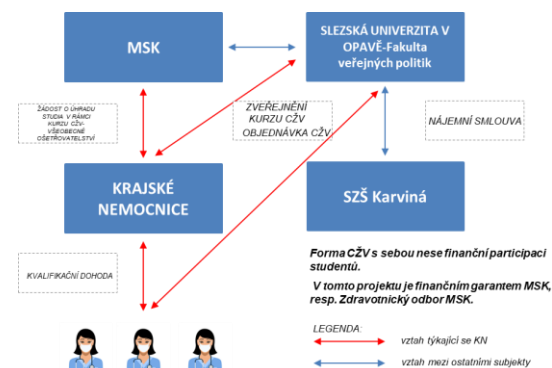 MSK
SLEZSKÁ UNIVERZITA V
OPAVĚ-Fakulta
veřejných politik
ŽÁDOST O ÚHRADU
STUDIA V RÁMCI
KURZU CŽV-
VŠEOBECNÉ
OŠETŘOVATELSTVÍ
ZVEŘEJNĚNÍ
KURZU CŽV
OBJEDNÁVKA CŽV
NÁJEMNÍ SMLOUVA
KRAJSKÉ
NEMOCNICE
SZŠ Karviná
KVALIFIKAČNÍ DOHODA
Forma CŽV s sebou nese finanční participaci
studentů.
V tomto projektu je finančním garantem MSK,
resp. Zdravotnický odbor MSK.
LEGENDA:
vztah týkající se KN
vztah mezi ostatními subjekty